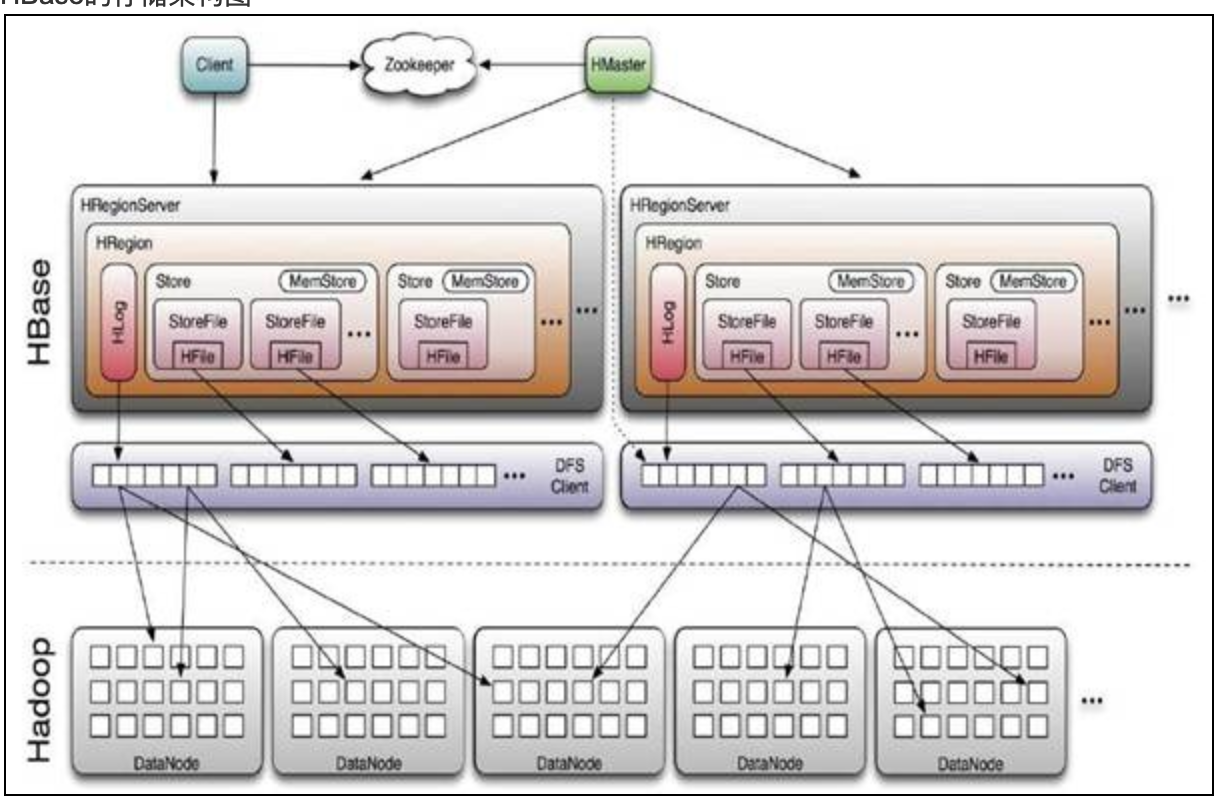 HBase的存储架构图
Client
Zookeeper
HMaster
HBase
HRegionServer
HRegion
HLog
Store
MemStore
StoreFile
HFile
StoreFile
HFile
...
Store
MemStore
StoreFile
HFile
...
...
HRegionServer
HRegion
HLog
Store
MemStore
StoreFile
HFile
StoreFile
HFile
...
Store
MemStore
StoreFile
HFile
...
...
...
...
DFS
Client
...
DFS
Client
Hadoop
DataNode
DataNode
DataNode
DataNode
DataNode
...